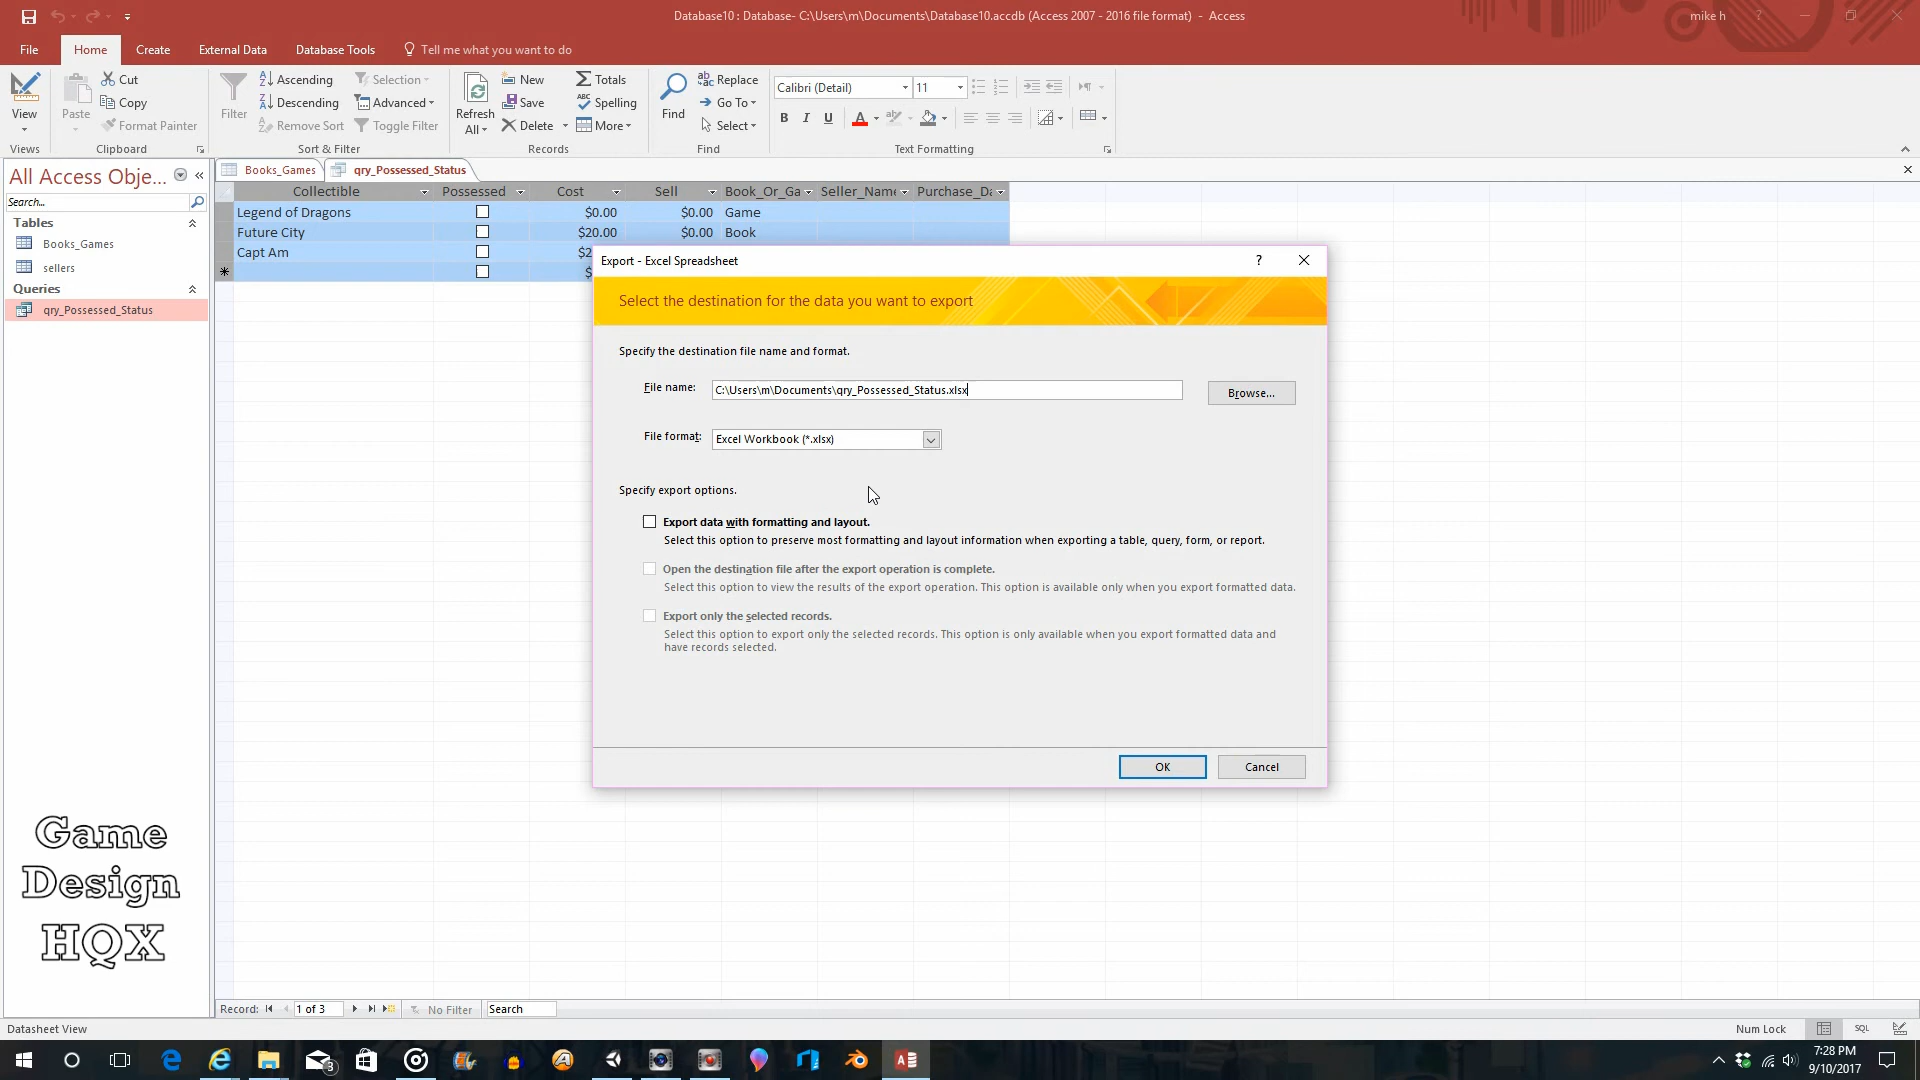 Database10 : Database- C:\Users\m\Documents\Database10.accdb (Access 2007 - 2016 file format) - Access
mike h
?
File
Home
Create
External Data
Database Tools
Tell me what you want to do
View
Views
Paste
Cut
Copy
Format Painter
Clipboard
Filter
Ascending
Descending
Remove Sort
Selection
Advanced
Toggle Filter
Sort & Filter
Refresh
All
New
Save
Delete
Totals
Spelling
More
Records
Find
Replace
Go To
Select
Find
Calibri (Detail)
11
B I U
Text Formatting
All Access Obje...
Search...
Tables
Books_Games
sellers
Queries
qry_Possessed_Status
Books_Games
qry_Possessed_Status
Collectible Possessed Cost Sell Book_Or_Ga Seller_Name Purchase_Da
Legend of Dragons $0.00 $0.00 Game
Future City $20.00 $0.00 Book
Capt Am $2
$
Export - Excel Spreadsheet
?
Select the destination for the data you want to export
Specify the destination file name and format.
File name: C:\Users\m\Documents\qry_Possessed_Status.xlsx
Browse...
File format: Excel Workbook (*.xlsx)
Specify export options.
Export data with formatting and layout.
Select this option to preserve most formatting and layout information when exporting a table, query, form, or report.
Open the destination file after the export operation is complete.
Select this option to view the results of the export operation. This option is available only when you export formatted data.
Export only the selected records.
Select this option to export only the selected records. This option is only available when you export formatted data and
have records selected.
OK
Cancel
Game
Design
HQX
Record: 1 of 3 No Filter Search
Datasheet View
Num Lock
SQL
3
7:28 PM
9/10/2017